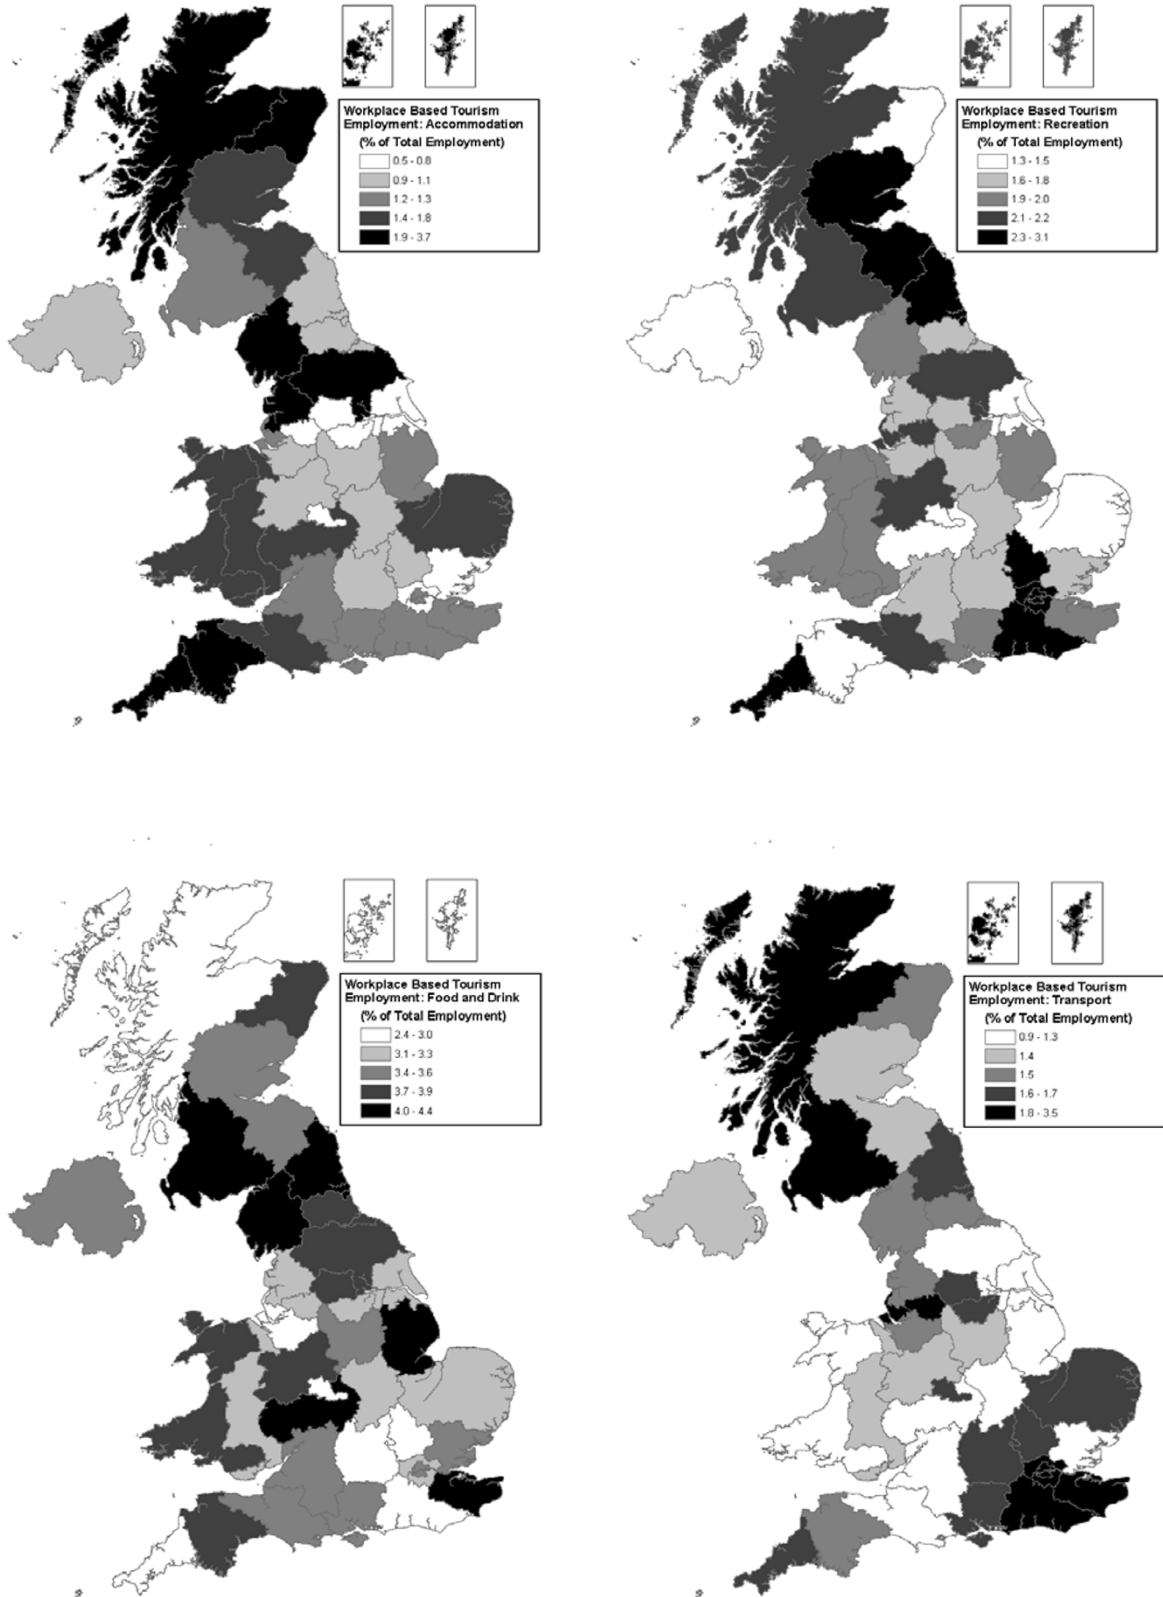 Workplace Based Tourism
Employment: Accommodation
(% of Total Employment)
0.5 - 0.8
0.9 - 1.1
1.2 - 1.3
1.4 - 1.8
1.9 - 3.7
Workplace Based Tourism
Employment: Recreation
(% of Total Employment)
1.3 - 1.5
1.6 - 1.8
1.9 - 2.0
2.1 - 2.2
2.3 - 3.1
Workplace Based Tourism
Employment: Food and Drink
(% of Total Employment)
2.4 - 3.0
3.1 - 3.3
3.4 - 3.6
3.7 - 3.9
4.0 - 4.4
Workplace Based Tourism
Employment: Transport
(% of Total Employment)
0.9 - 1.3
1.4
1.5
1.6 - 1.7
1.8 - 3.5